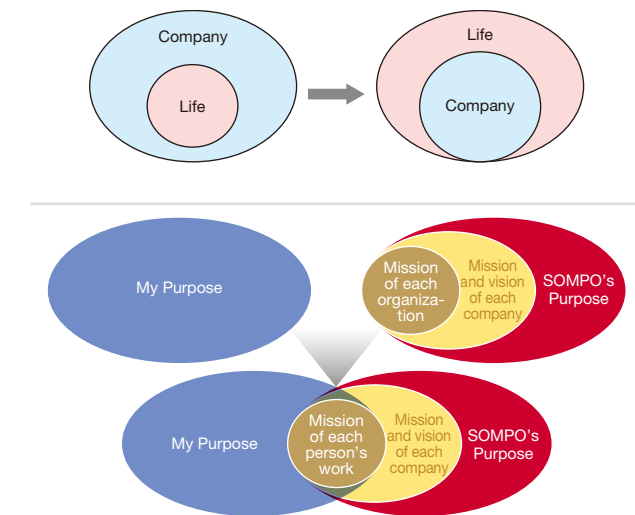 Company
Life
Life
Company
My Purpose
Mission
of each
organiza-
tion
Mission
and vision
of each
company
SOMPO's
Purpose
My Purpose
Mission
of each
person's
work
Mission
and vision
of each
company
SOMPO's
Purpose